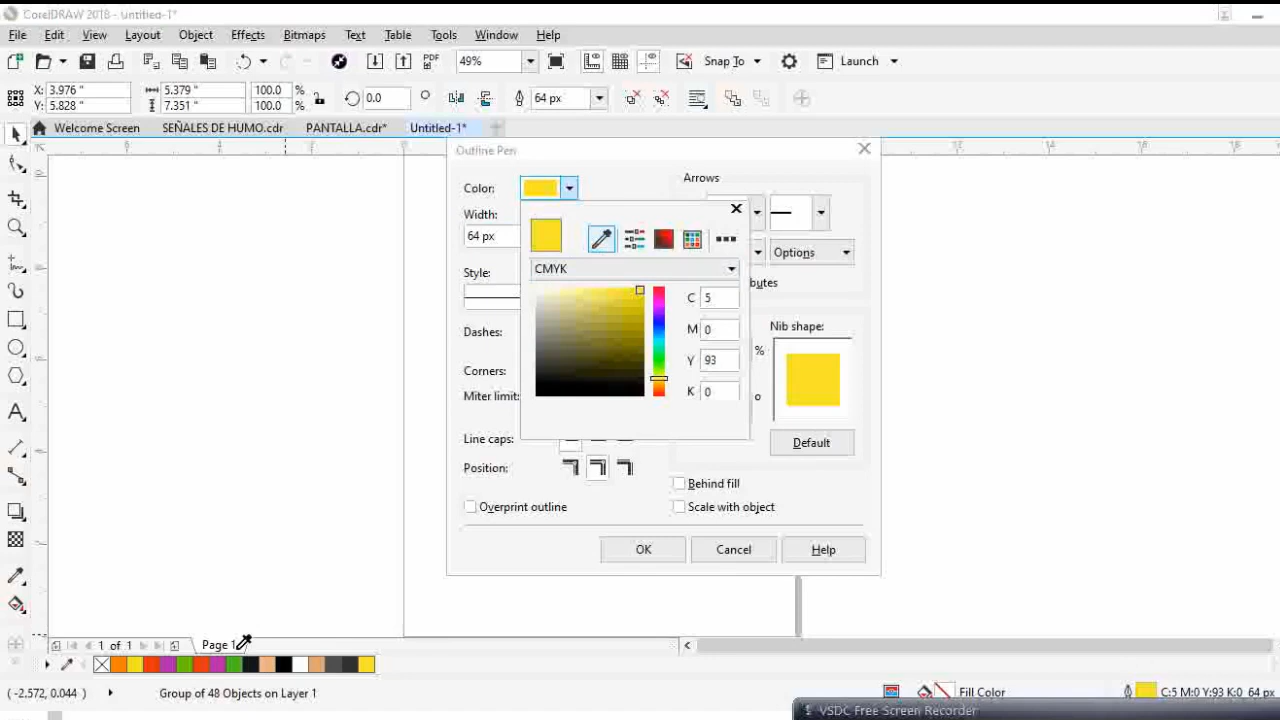 CorelDRAW 2018 - Untitled-1*
File Edit View Layout Object Effects Bitmaps Text Table Tools Window Help
PDF 49% Snap To Launch
X: 3.976 " 5.379 " 100.0 %
Y: 5.828 " 7.351 " 100.0 % 0.0 64 px
Welcome Screen SEÑALES DE HUMO.cdr PANTALLA.cdr* Untitled-1*
Outline Pen
Color:
Arrows
Width:
64 px
Options
CMYK
Style:
butes
C 5
M 0
Y 93
K 0
Nib shape:
Dashes:
%
Corners:
Miter limit:
o
Line caps:
Default
Position:
Behind fill
Overprint outline Scale with object
OK Cancel Help
1 of 1 Page 1
( -2.572, 0.044 ) Group of 48 Objects on Layer 1 Fill Color C:5 M:0 Y:93 K:0 64 px
VSDC Free Screen Recorder